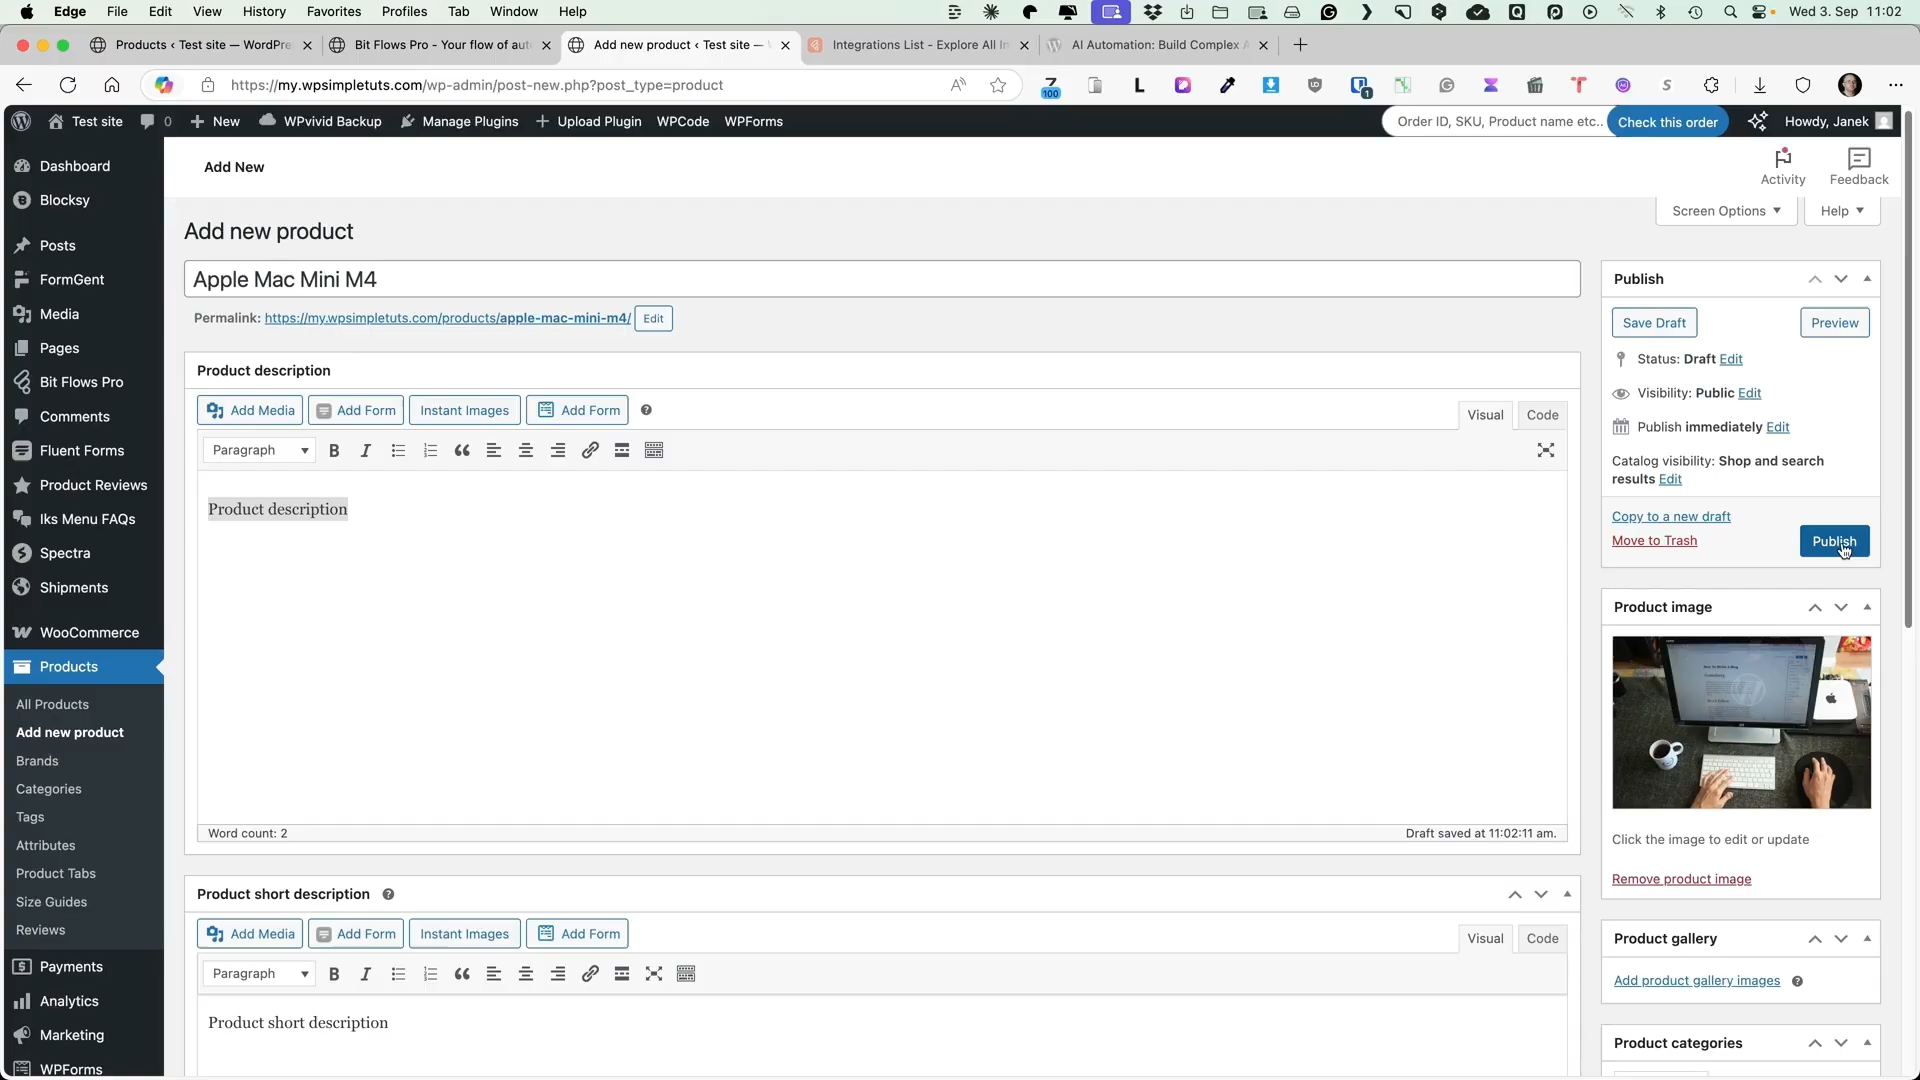 Edge File Edit View History Favorites Profiles Tab Window Help
Wed 3. Sep 11:02
Products ‹ Test site — WordPre
Bit Flows Pro - Your flow of aut
Add new product ‹ Test site —
Integrations List - Explore All In
AI Automation: Build Complex A
https://my.wpsimpletuts.com/wp-admin/post-new.php?post_type=product
100
1
Test site
0
New
WPvivid Backup
Manage Plugins
Upload Plugin
WPCode
WPForms
Order ID, SKU, Product name etc..
Check this order
Howdy, Janek
Dashboard
Blocksy
Posts
FormGent
Media
Pages
Bit Flows Pro
Comments
Fluent Forms
Product Reviews
Iks Menu FAQs
Spectra
Shipments
WooCommerce
Products
All Products
Add new product
Brands
Categories
Tags
Attributes
Product Tabs
Size Guides
Reviews
Payments
Analytics
Marketing
WPForms
Add New
Activity
Feedback
Screen Options
Help
Add new product
Apple Mac Mini M4
Permalink: https://my.wpsimpletuts.com/products/apple-mac-mini-m4/ Edit
Product description
Add Media
Add Form
Instant Images
Add Form
Visual
Code
Paragraph
Product description
Word count: 2
Draft saved at 11:02:11 am.
Product short description
Add Media
Add Form
Instant Images
Add Form
Visual
Code
Paragraph
Product short description
Publish
Save Draft
Preview
Status: Draft Edit
Visibility: Public Edit
Publish immediately Edit
Catalog visibility: Shop and search
results Edit
Copy to a new draft
Move to Trash
Publish
Product image
Click the image to edit or update
Remove product image
Product gallery
Add product gallery images
Product categories